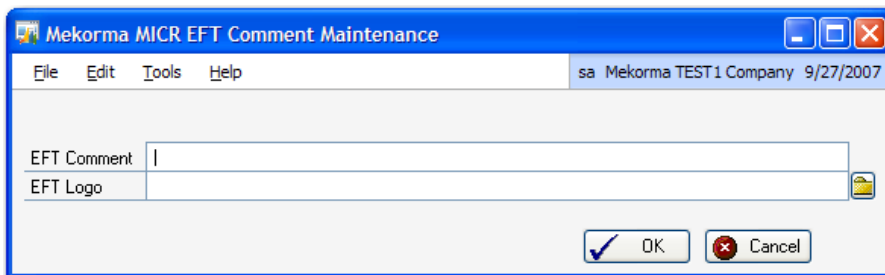 Mekorma MICR EFT Comment Maintenance
File Edit Tools Help sa Mekorma TEST1 Company 9/27/2007
EFT Comment
EFT Logo
OK Cancel